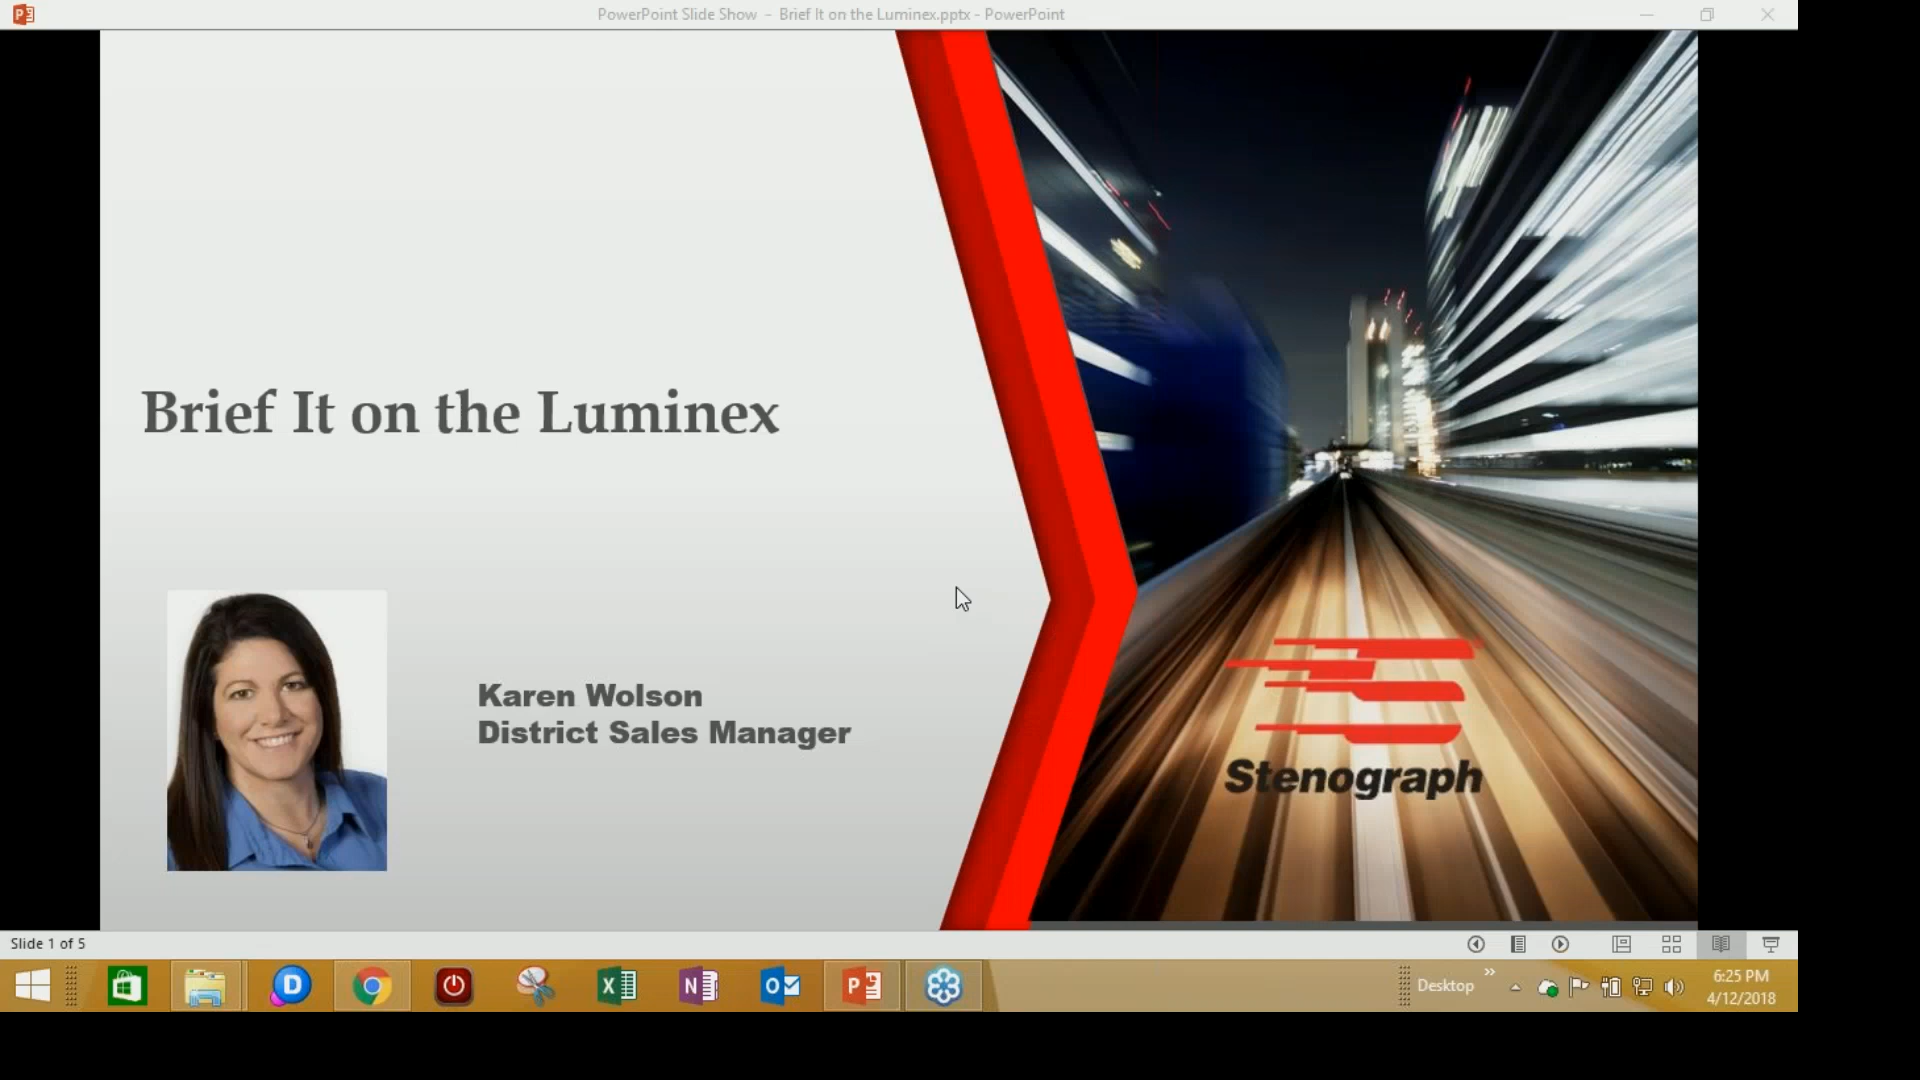 PowerPoint Slide Show - Brief It on the Luminex.pptx - PowerPoint
Brief It on the Luminex
Karen Wolson
District Sales Manager
Stenograph
Slide 1 of 5
Desktop
6:25 PM
4/12/2018